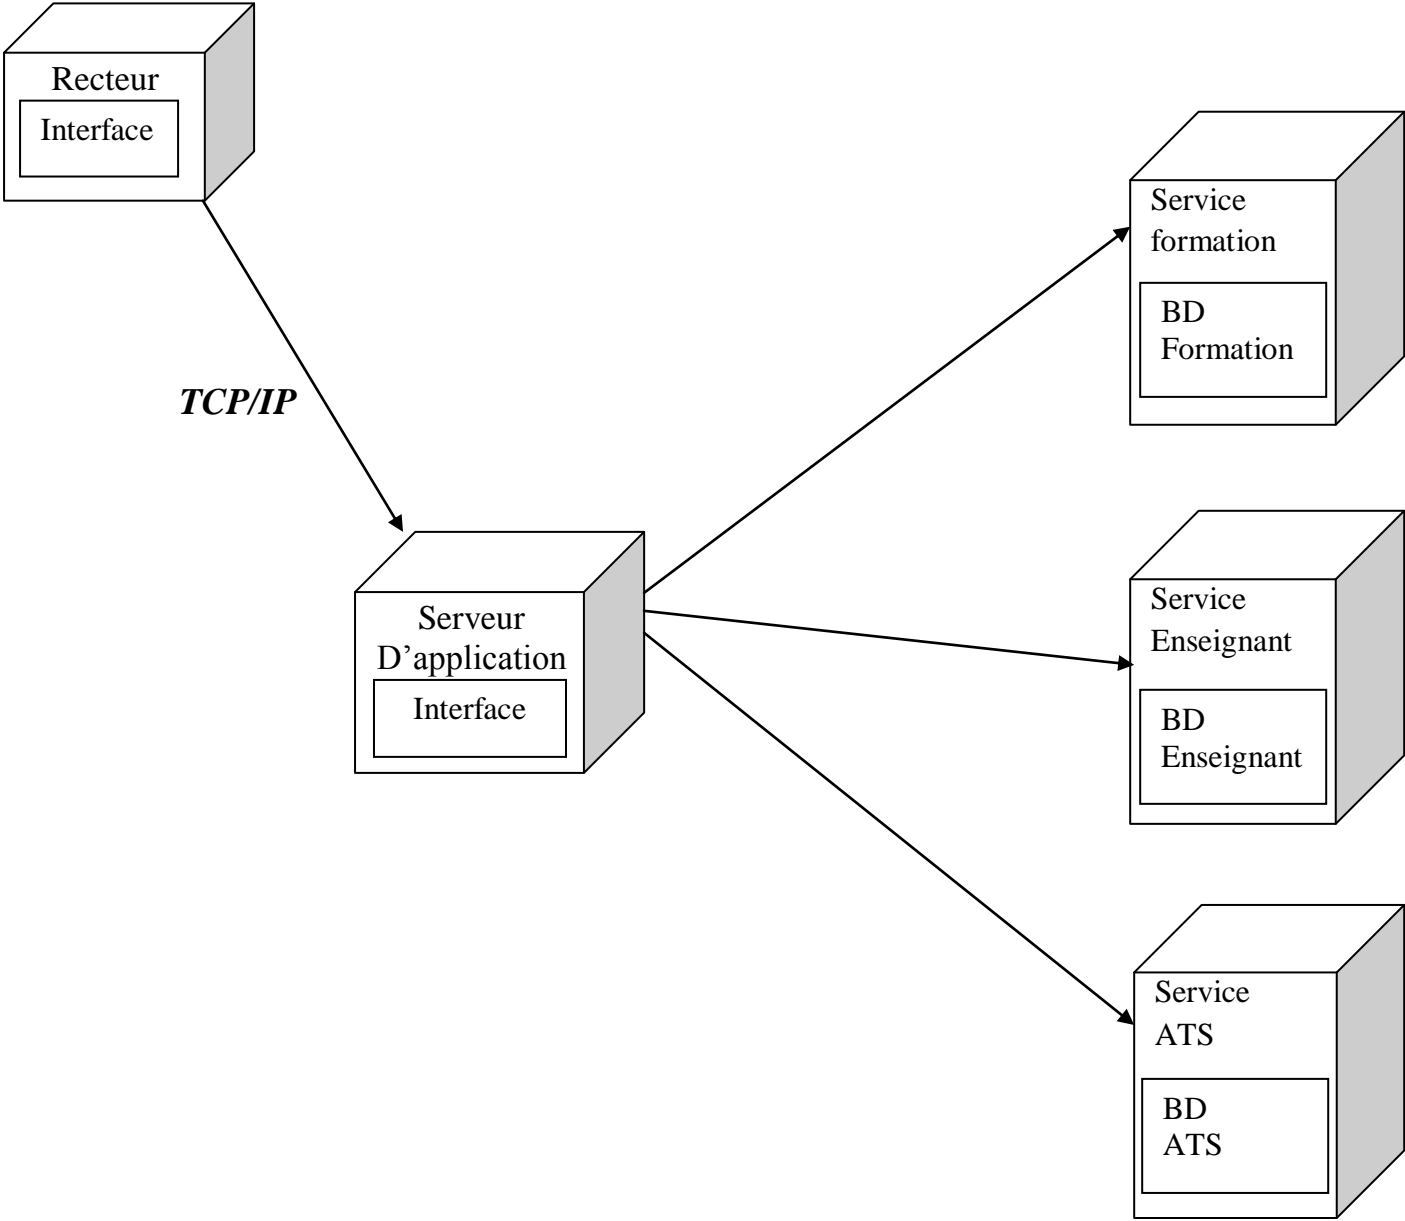 Recteur
Interface
TCP/IP
Serveur
D’application
Interface
Service
formation
BD
Formation
Service
Enseignant
BD
Enseignant
Service
ATS
BD
ATS